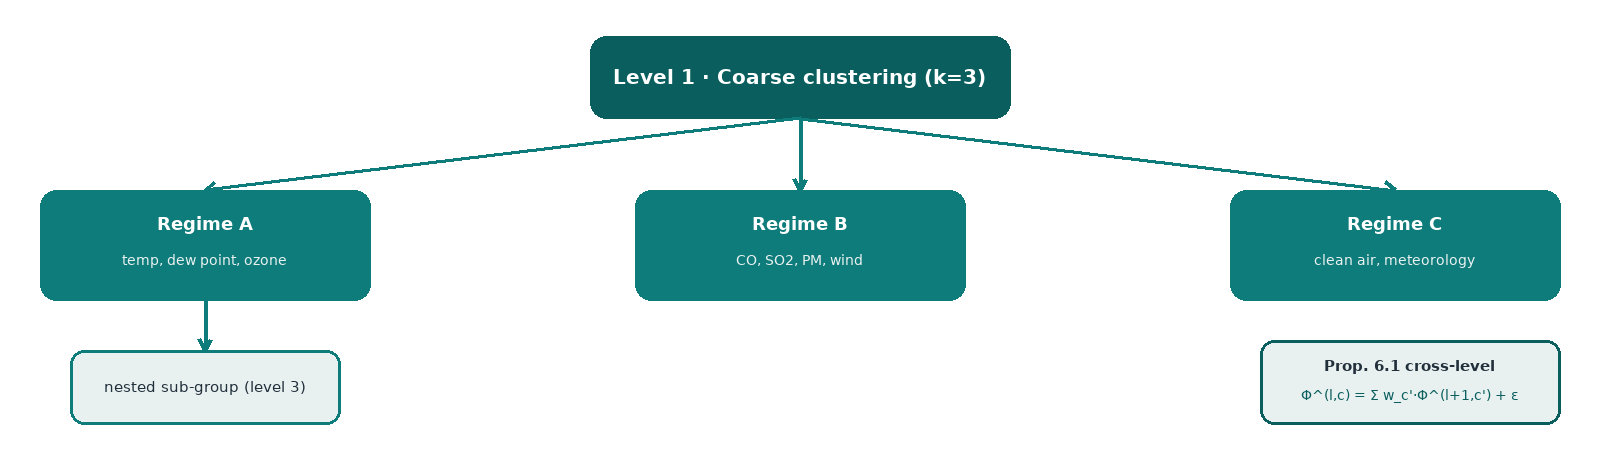 Level 1 · Coarse clustering (k=3)
Regime A
temp, dew point, ozone
Regime B
CO, SO2, PM, wind
Regime C
clean air, meteorology
nested sub-group (level 3)
Prop. 6.1 cross-level
Φ^(l,c) = Σ w_c'·Φ^(l+1,c') + ε